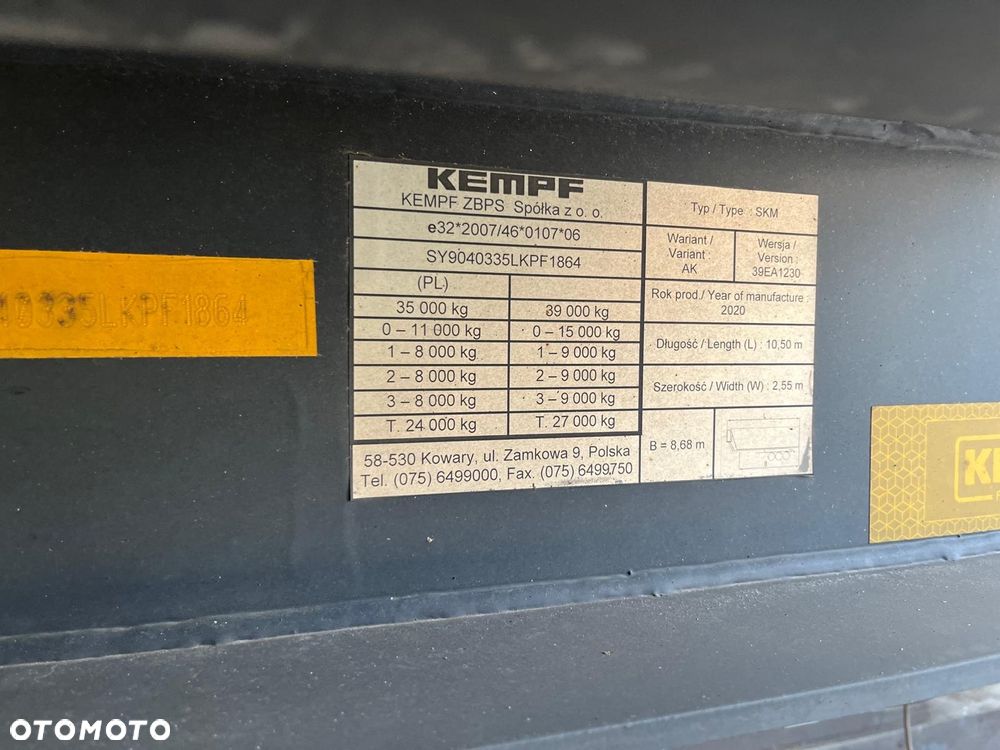 KEMPF
KEMPF ZBPS Spółka z o. o.
e32*2007/46*0107*06
SY9040335LKPF1864
(PL)
35 000 kg 39 000 kg
0 – 11 000 kg 0 – 15 000 kg
1 – 8 000 kg 1 – 9 000 kg
2 – 8 000 kg 2 – 9 000 kg
3 – 8 000 kg 3 – 9 000 kg
T. 24 000 kg T. 27 000 kg
58-530 Kowary, ul. Zamkowa 9, Polska
Tel. (075) 6499000, Fax. (075) 6499750
Typ / Type : SKM
Wariant /
Variant :
AK
Wersja /
Version :
39EA1230
Rok prod./ Year of manufacture :
2020
Długość / Length (L) : 10,50 m
Szerokość / Width (W) : 2,55 m
B = 8,68 m
0335LKPF1864
OTOMOTO